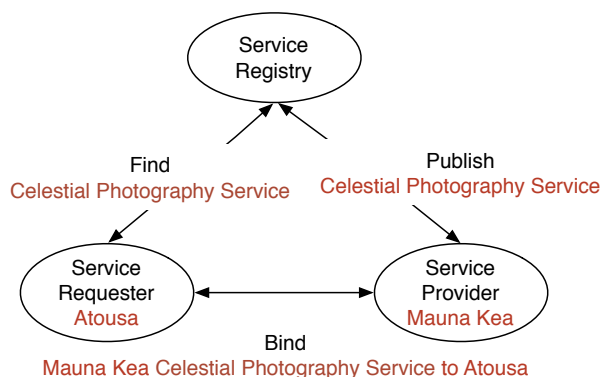 Service
Registry
Find
Celestial Photography Service
Publish
Celestial Photography Service
Service
Requester
Atousa
Service
Provider
Mauna Kea
Bind
Mauna Kea Celestial Photography Service to Atousa